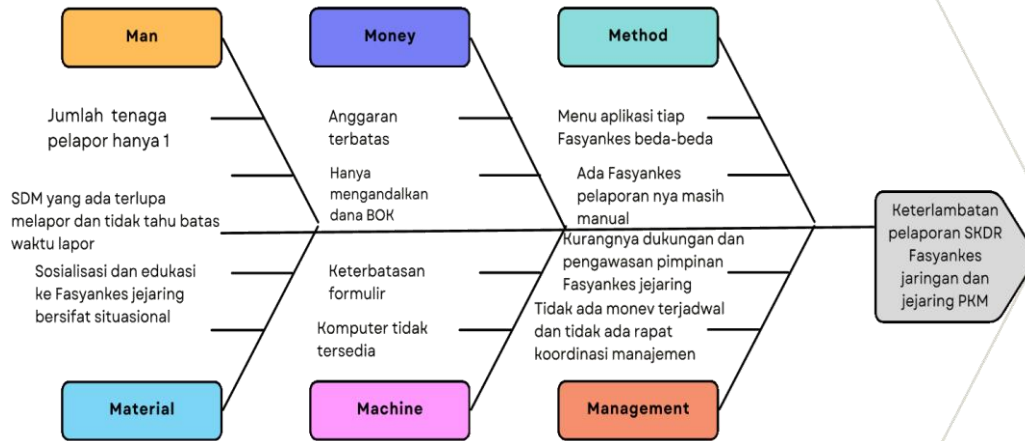 Man
Money
Method
Jumlah tenaga
pelapor hanya 1
Anggaran
terbatas
Menu aplikasi tiap
Fasyankes beda-beda
SDM yang ada terlupa
melapor dan tidak tahu batas
waktu lapor
Hanya
mengandalkan
dana BOK
Ada Fasyankes
pelaporan nya masih
manual
Keterlambatan
pelaporan SKDR
Fasyankes
jaringan dan
jejaring PKM
Sosialisasi dan edukasi
ke Fasyankes jejaring
bersifat situasional
Keterbatasan
formulir
Komputer tidak
tersedia
Kurangnya dukungan dan
pengawasan pimpinan
Fasyankes jejaring
Tidak ada monev terjadwal
dan tidak ada rapat
koordinasi manajemen
Material
Machine
Management